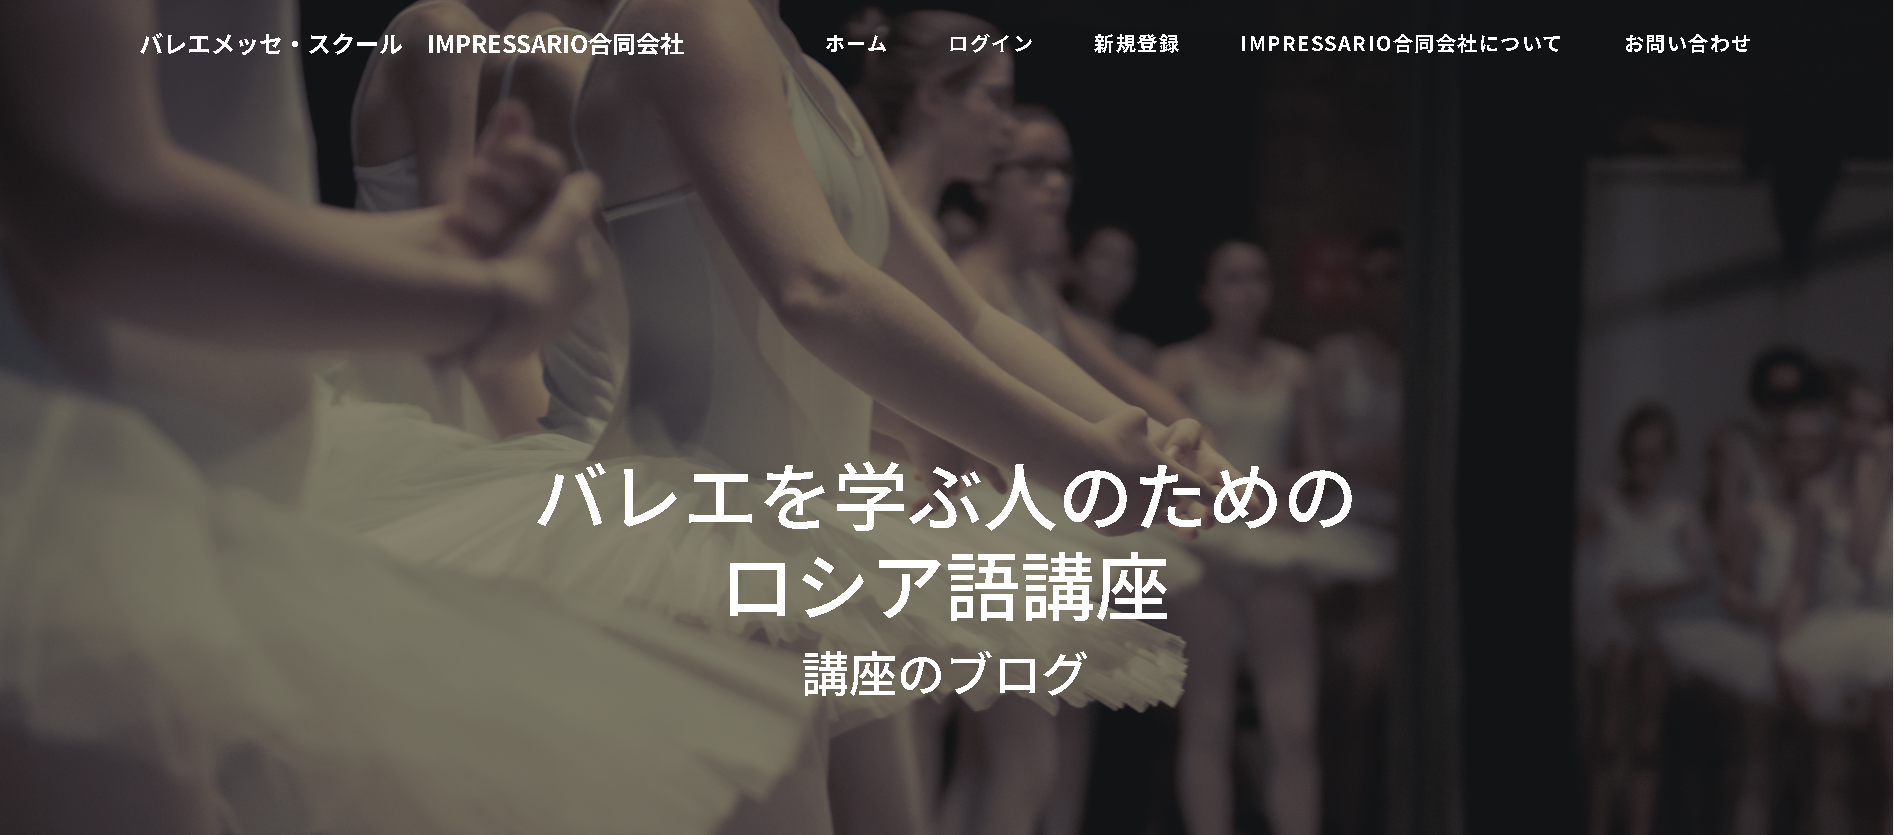 バレエメッセ・スクール　IMPRESSARIO合同会社
ホーム
ログイン
新規登録
IMPRESSARIO合同会社について
お問い合わせ
バレエを学ぶ人のための
ロシア語講座
講座のブログ